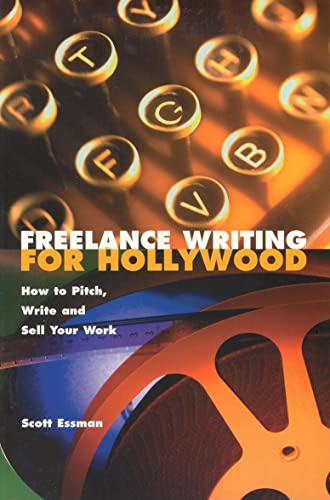 Y
T
H
R
G
N
F
B
D
V
FREELANCE WRITING
FOR HOLLYWOOD
How to Pitch,
Write and
Sell Your Work
Scott Essman